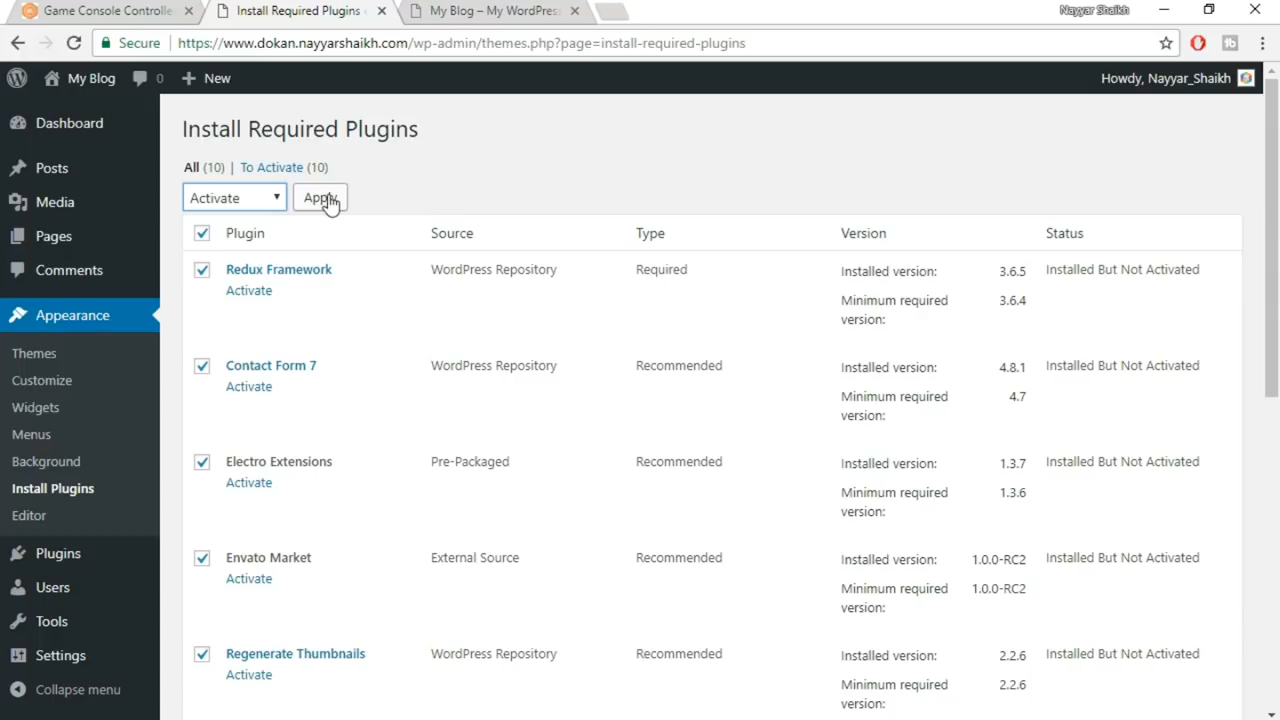 Game Console Controlle
Install Required Plugins
My Blog – My WordPres
Nayyar Shaikh
Secure
https://www.dokan.nayyarshaikh.com/wp-admin/themes.php?page=install-required-plugins
My Blog
0
New
Howdy, Nayyar_Shaikh
Dashboard
Posts
Media
Pages
Comments
Appearance
Themes
Customize
Widgets
Menus
Background
Install Plugins
Editor
Plugins
Users
Tools
Settings
Collapse menu
Install Required Plugins
All (10) | To Activate (10)
Activate
Apply
Plugin Source Type Version Status
Redux Framework WordPress Repository Required Installed version: 3.6.5 Installed But Not Activated
Activate
Minimum required 3.6.4
version:
Contact Form 7 WordPress Repository Recommended Installed version: 4.8.1 Installed But Not Activated
Activate
Minimum required 4.7
version:
Electro Extensions Pre-Packaged Recommended Installed version: 1.3.7 Installed But Not Activated
Activate
Minimum required 1.3.6
version:
Envato Market External Source Recommended Installed version: 1.0.0-RC2 Installed But Not Activated
Activate
Minimum required 1.0.0-RC2
version:
Regenerate Thumbnails WordPress Repository Recommended Installed version: 2.2.6 Installed But Not Activated
Activate
Minimum required 2.2.6
version: